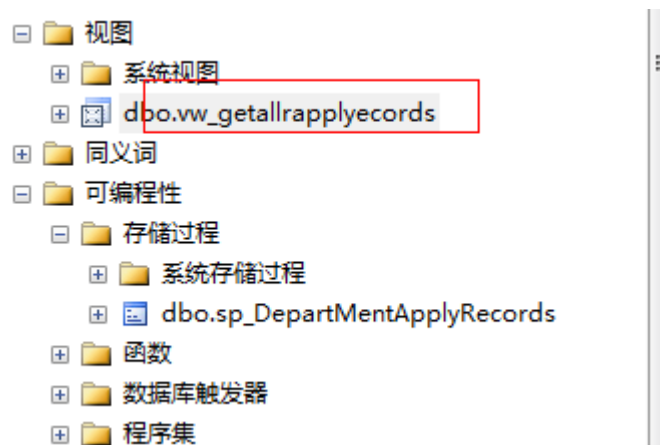 视图
系统视图
dbo.vw_getallrapplyecords
同义词
可编程性
存储过程
系统存储过程
dbo.sp_DepartMentApplyRecords
函数
数据库触发器
程序集